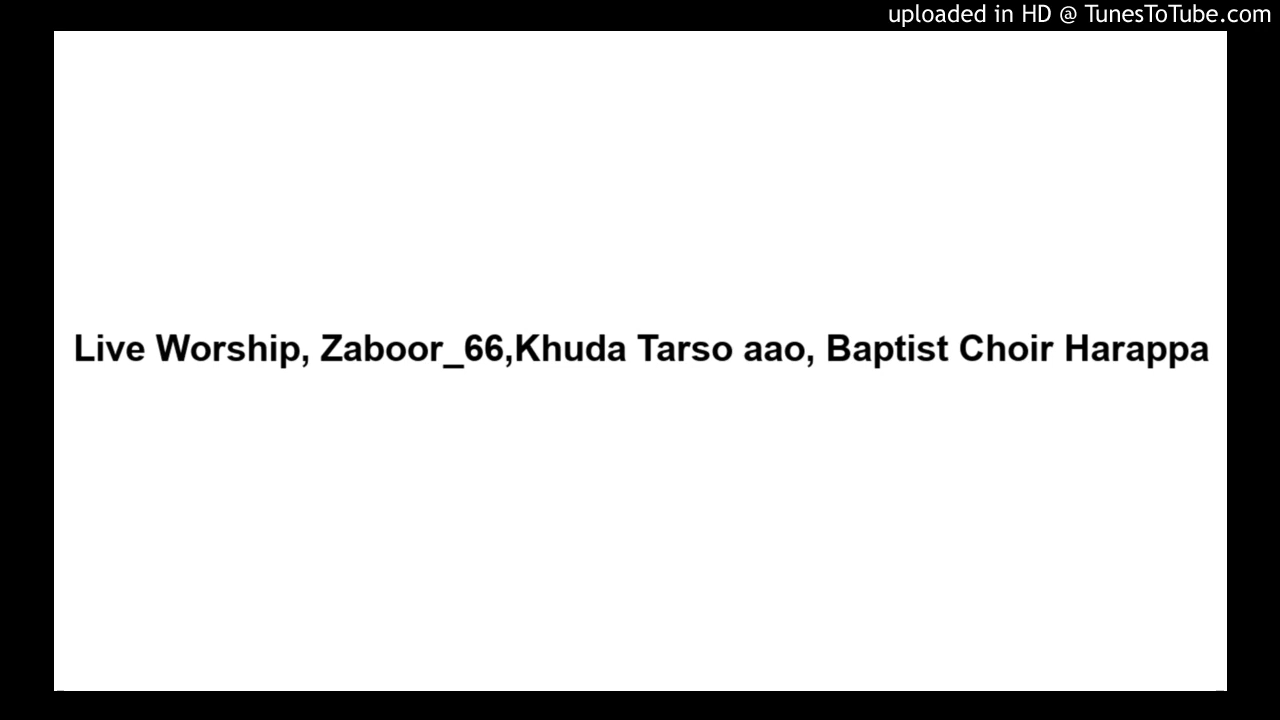 uploaded in HD @ TunesToTube.com
Live Worship, Zaboor_66,Khuda Tarso aao, Baptist Choir Harappa